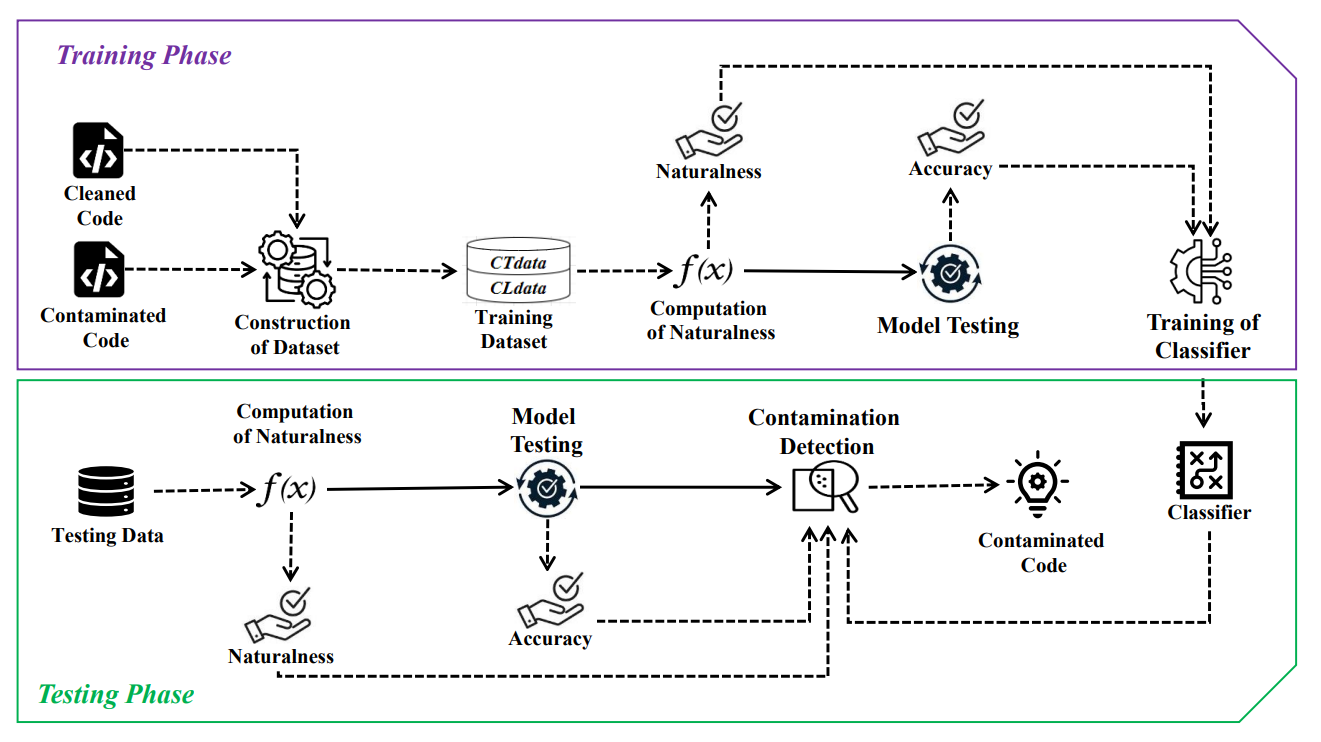 Training Phase
Cleaned
Code
Contaminated
Code
Construction
of Dataset
CTdata
CLdata
Training
Dataset
Naturalness
f(x)
Computation
of Naturalness
Accuracy
Model Testing
Training of
Classifier
Testing Data
Computation
of Naturalness
f(x)
Naturalness
Model
Testing
Accuracy
Contamination
Detection
Contaminated
Code
Classifier
Testing Phase